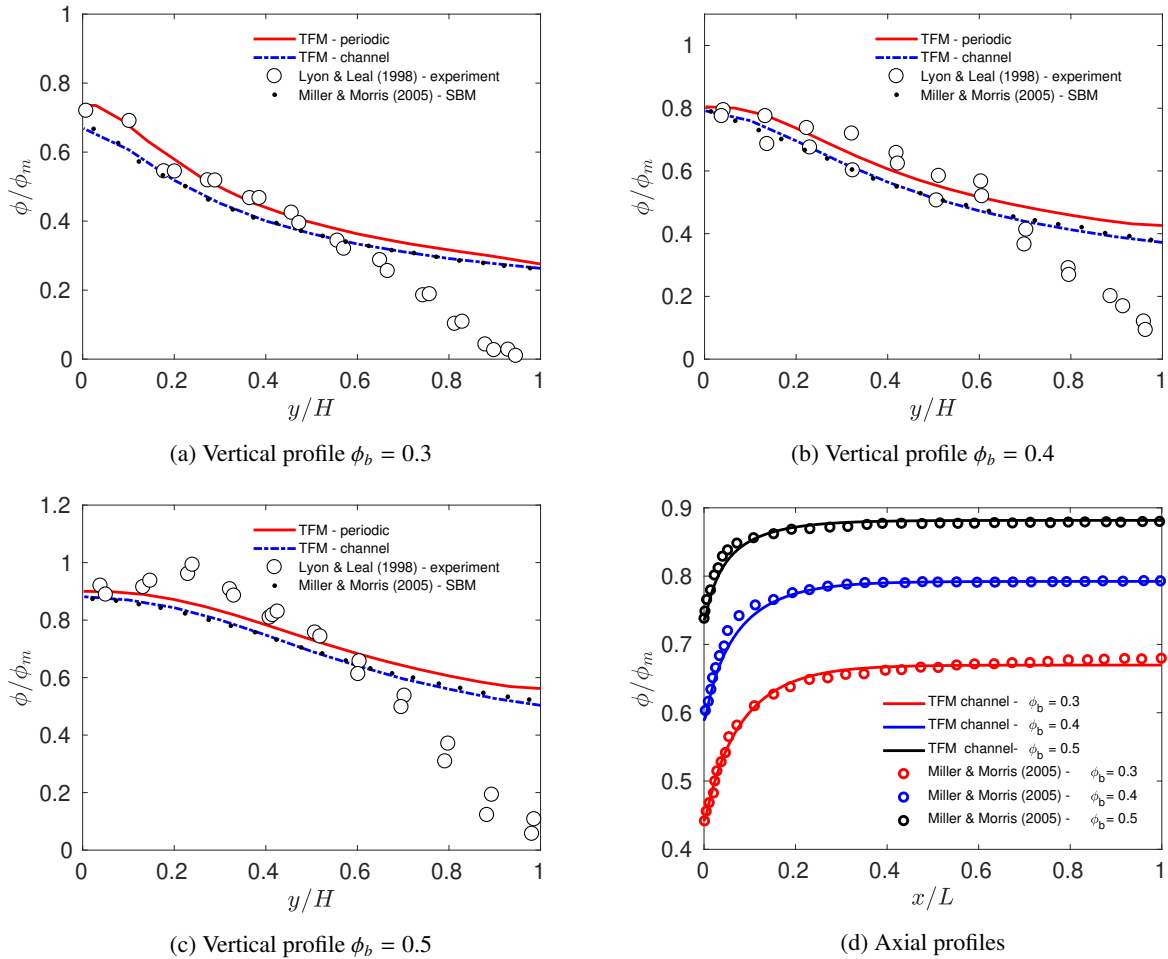 1
0.8
0.6
0.4
0.2
0
0
0.2
0.4
0.6
0.8
1
ϕ/ϕm
y/H
TFM - periodic
TFM - channel
Lyon & Leal (1998) - experiment
Miller & Morris (2005) - SBM
(a) Vertical profile ϕb = 0.3
1
0.8
0.6
0.4
0.2
0
0
0.2
0.4
0.6
0.8
1
ϕ/ϕm
y/H
TFM - periodic
TFM - channel
Lyon & Leal (1998) - experiment
Miller & Morris (2005) - SBM
(b) Vertical profile ϕb = 0.4
1.2
1
0.8
0.6
0.4
0.2
0
0
0.2
0.4
0.6
0.8
1
ϕ/ϕm
y/H
TFM - periodic
TFM - channel
Lyon & Leal (1998) - experiment
Miller & Morris (2005) - SBM
(c) Vertical profile ϕb = 0.5
0.9
0.8
0.7
0.6
0.5
0.4
0
0.2
0.4
0.6
0.8
1
ϕ/ϕm
x/L
TFM channel - ϕb = 0.3
TFM channel - ϕb = 0.4
TFM channel- ϕb = 0.5
Miller & Morris (2005) - ϕb = 0.3
Miller & Morris (2005) - ϕb = 0.4
Miller & Morris (2005) - ϕb = 0.5
(d) Axial profiles